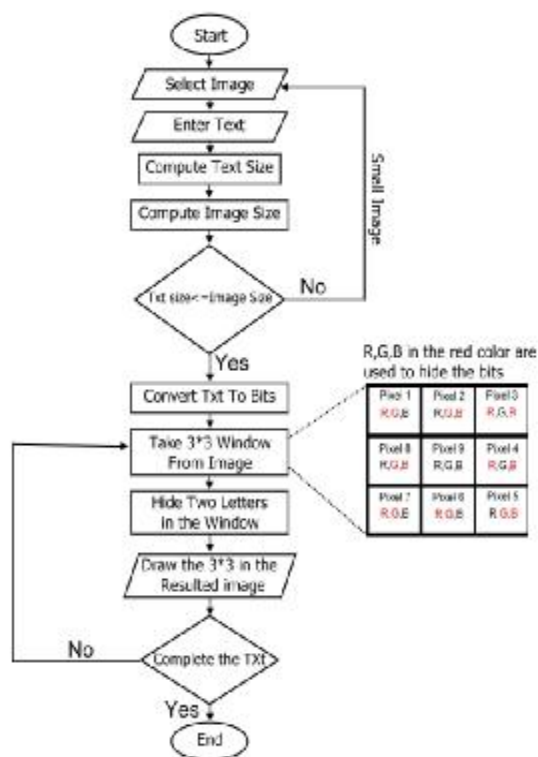 Start
Select Image
Enter Text
Compute Text Size
Compute Image Size
Small Image
Txt size<=Image Size
No
Yes
Convert Txt To Bits
Take 3*3 Window
From Image
Hide Two Letters
in the Window
Draw the 3*3 in the
Resulted image
Complete the TXt
No
Yes
End
R,G,B in the red color are
used to hide the bits
Pixel 1 Pixel 2 Pixel 3
R,G,B R,G,B R,G,B
Pixel 8 Pixel 9 Pixel 4
R,G,B R,G,B R,G,B
Pixel 7 Pixel 6 Pixel 5
R,G,B R,G,B R,G,B